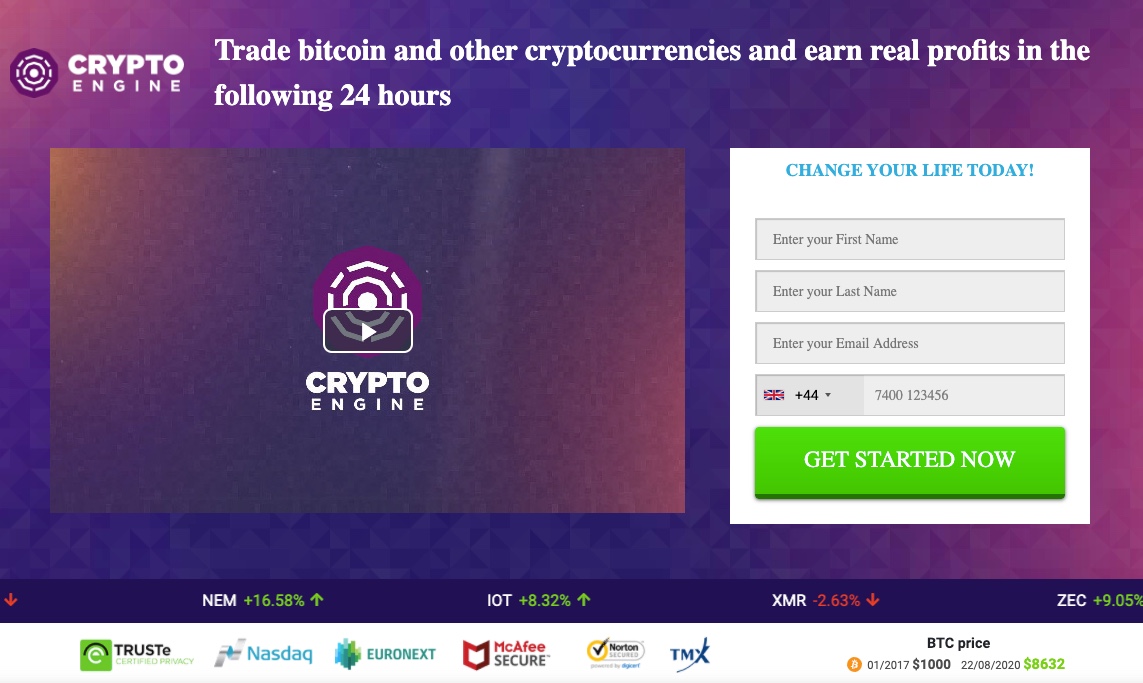 CRYPTO
ENGINE
Trade bitcoin and other cryptocurrencies and earn real profits in the
following 24 hours
CRYPTO
ENGINE
CHANGE YOUR LIFE TODAY!
Enter your First Name
Enter your Last Name
Enter your Email Address
+44 7400 123456
GET STARTED NOW
NEM +16.58% IOT +8.32% XMR -2.63% ZEC +9.05%
TRUSTe
CERTIFIED PRIVACY
Nasdaq
EURONEXT
McAfee
SECURE™
Norton
SECURED
powered by digicert
TMX
BTC price
01/2017 $1000 22/08/2020 $8632